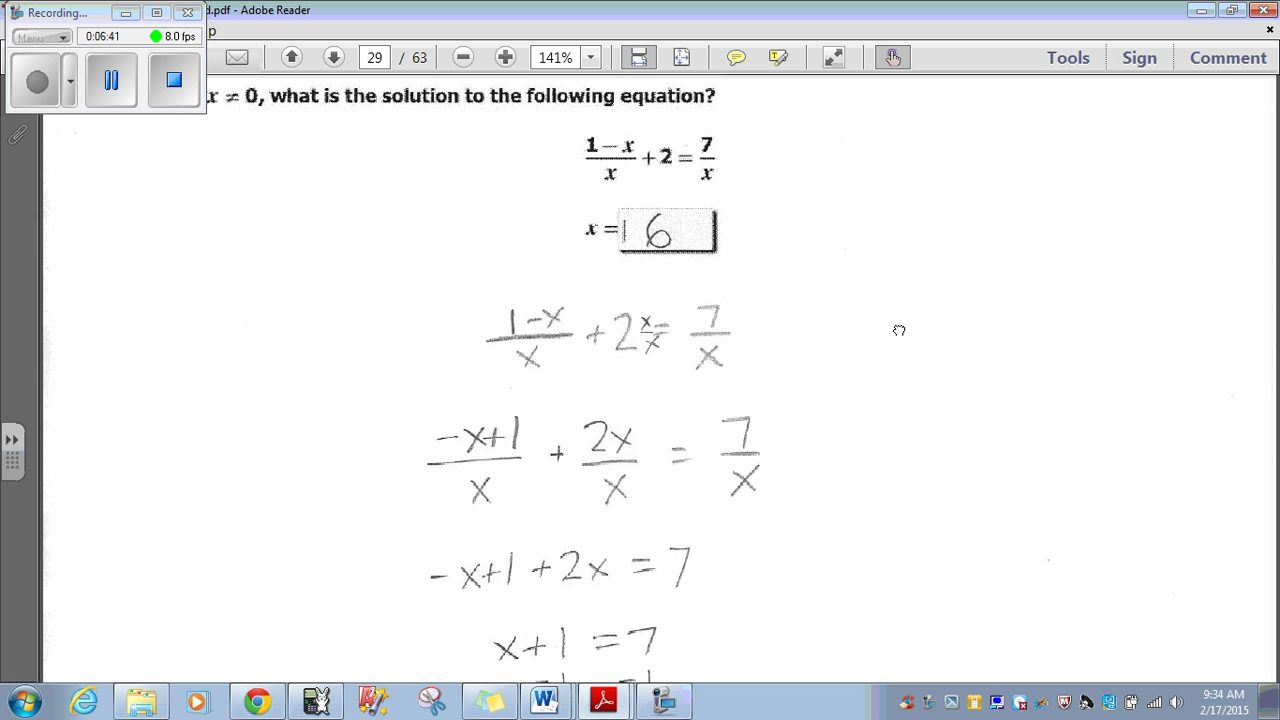 Recording...
d.pdf - Adobe Reader
Menu
0:06:41
8.0 fps
p
29 / 63
141%
Tools
Sign
Comment
x ≠ 0, what is the solution to the following equation?
1 - x / x + 2 = 7 / x
x = 6
1-x / x + 2 x/x = 7 / x
-x+1 / x + 2x / x = 7 / x
-x+1 + 2x = 7
x+1 = 7
9:34 AM
2/17/2015